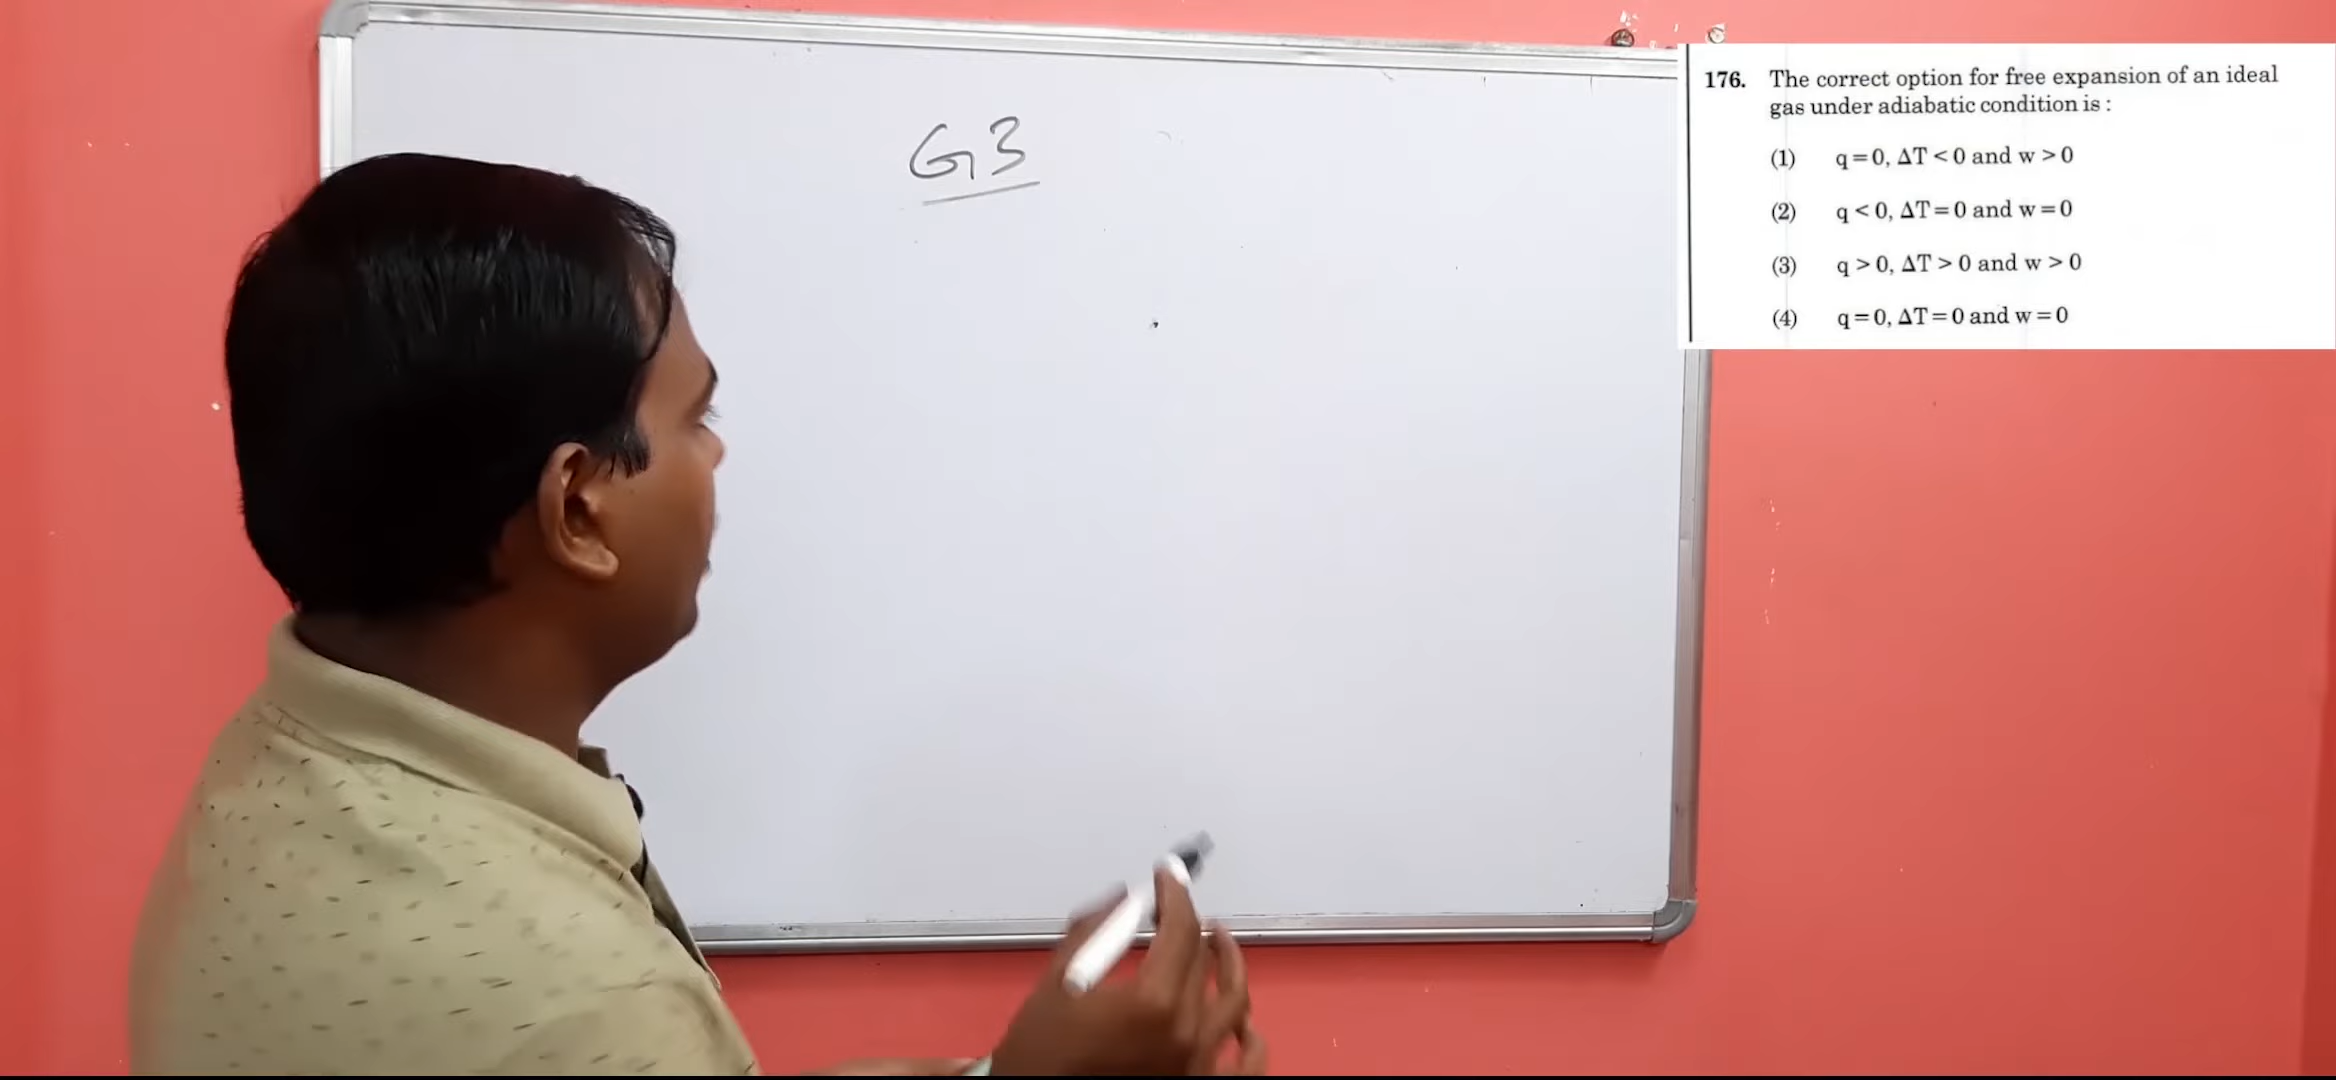 G3
176. The correct option for free expansion of an ideal
gas under adiabatic condition is :
(1) q=0, ΔT<0 and w>0
(2) q<0, ΔT=0 and w=0
(3) q>0, ΔT>0 and w>0
(4) q=0, ΔT=0 and w=0